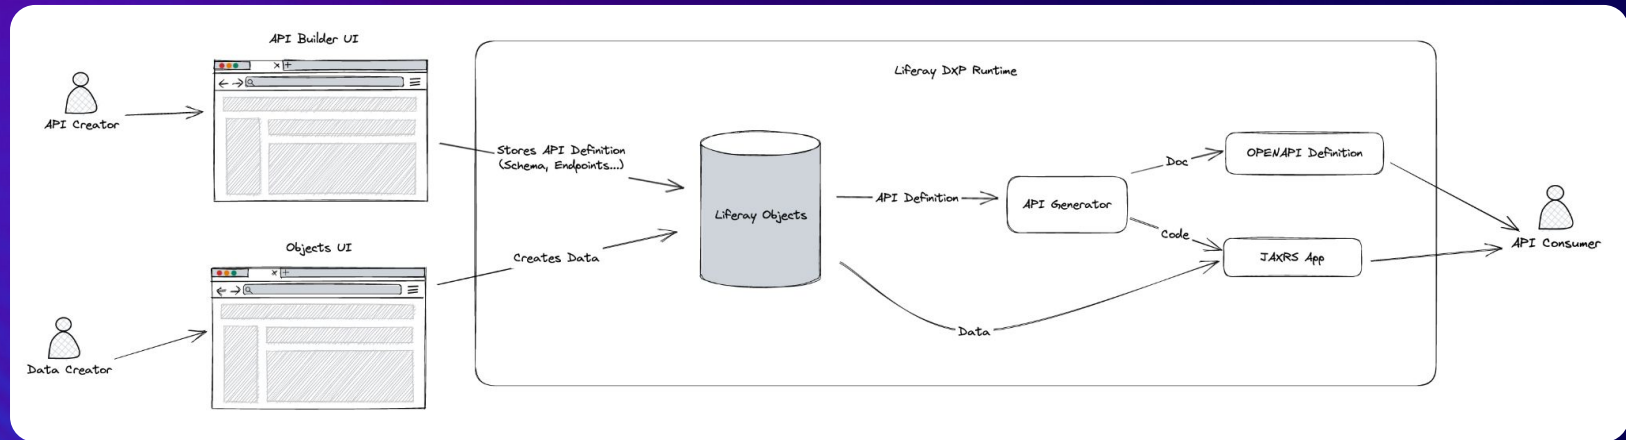 API Builder UI
API Creator
Liferay DXP Runtime
Stores API Definition
(Schema, Endpoints...)
Objects UI
Creates Data
Data Creator
Liferay Objects
API Definition
API Generator
Doc
OPENAPI Definition
Code
JAXRS App
Data
API Consumer